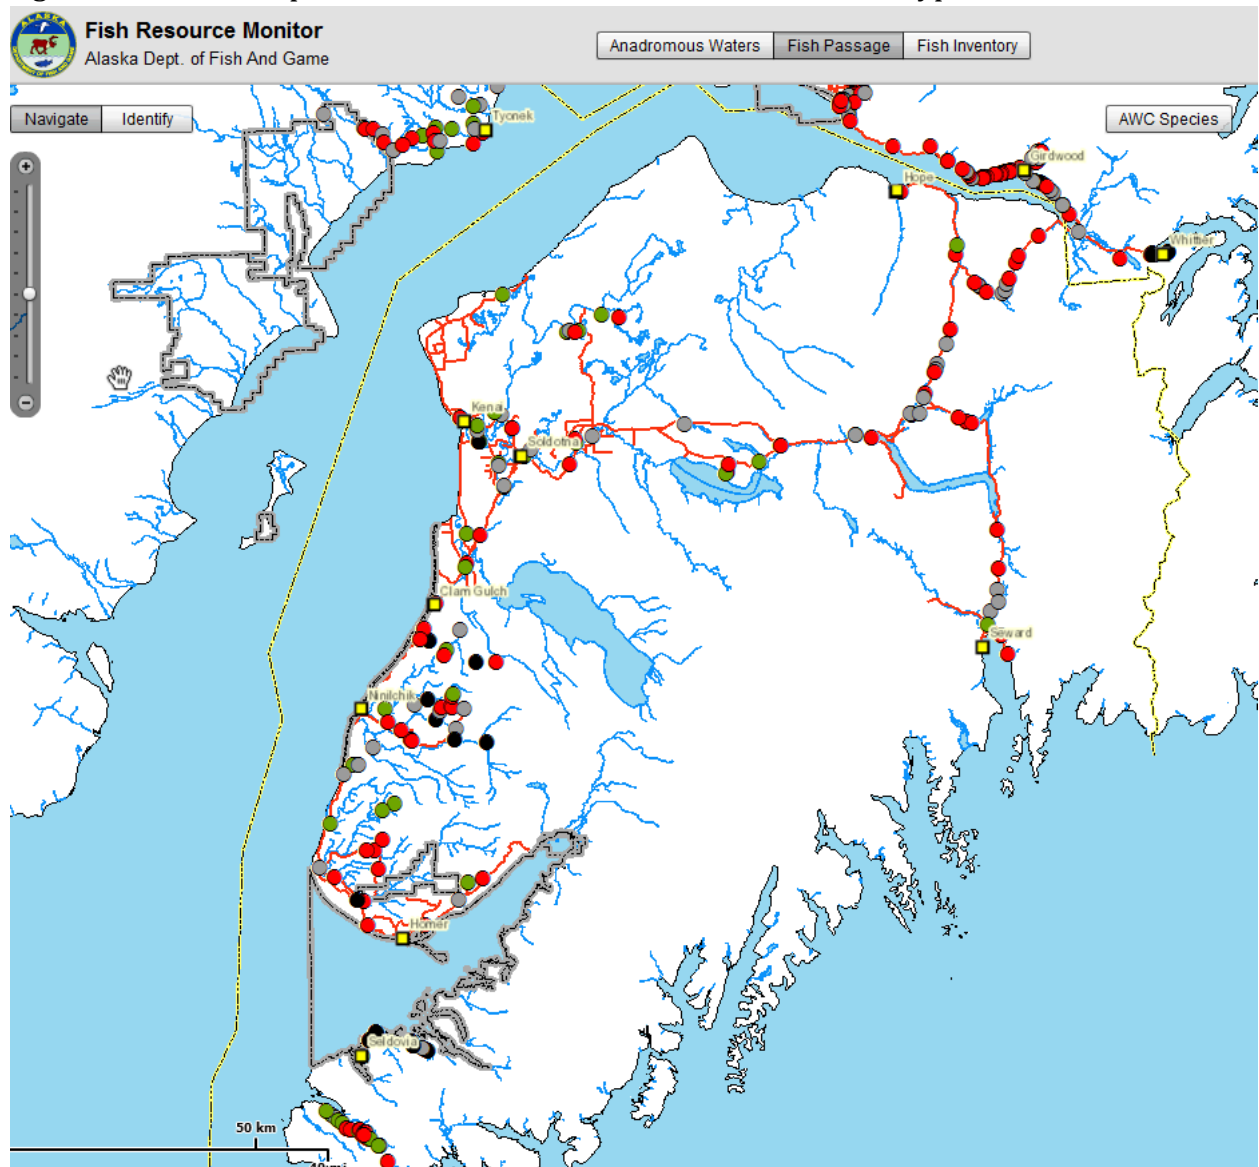 Fish Resource Monitor
Alaska Dept. of Fish And Game
Anadromous Waters
Fish Passage
Fish Inventory
Navigate
Identify
AWC Species
ALASKA
Tyonek
Girdwood
Hope
Whittier
Kenai
Soldotna
Clam Gulch
Seward
Ninilchik
Homer
Seldovia
50 km